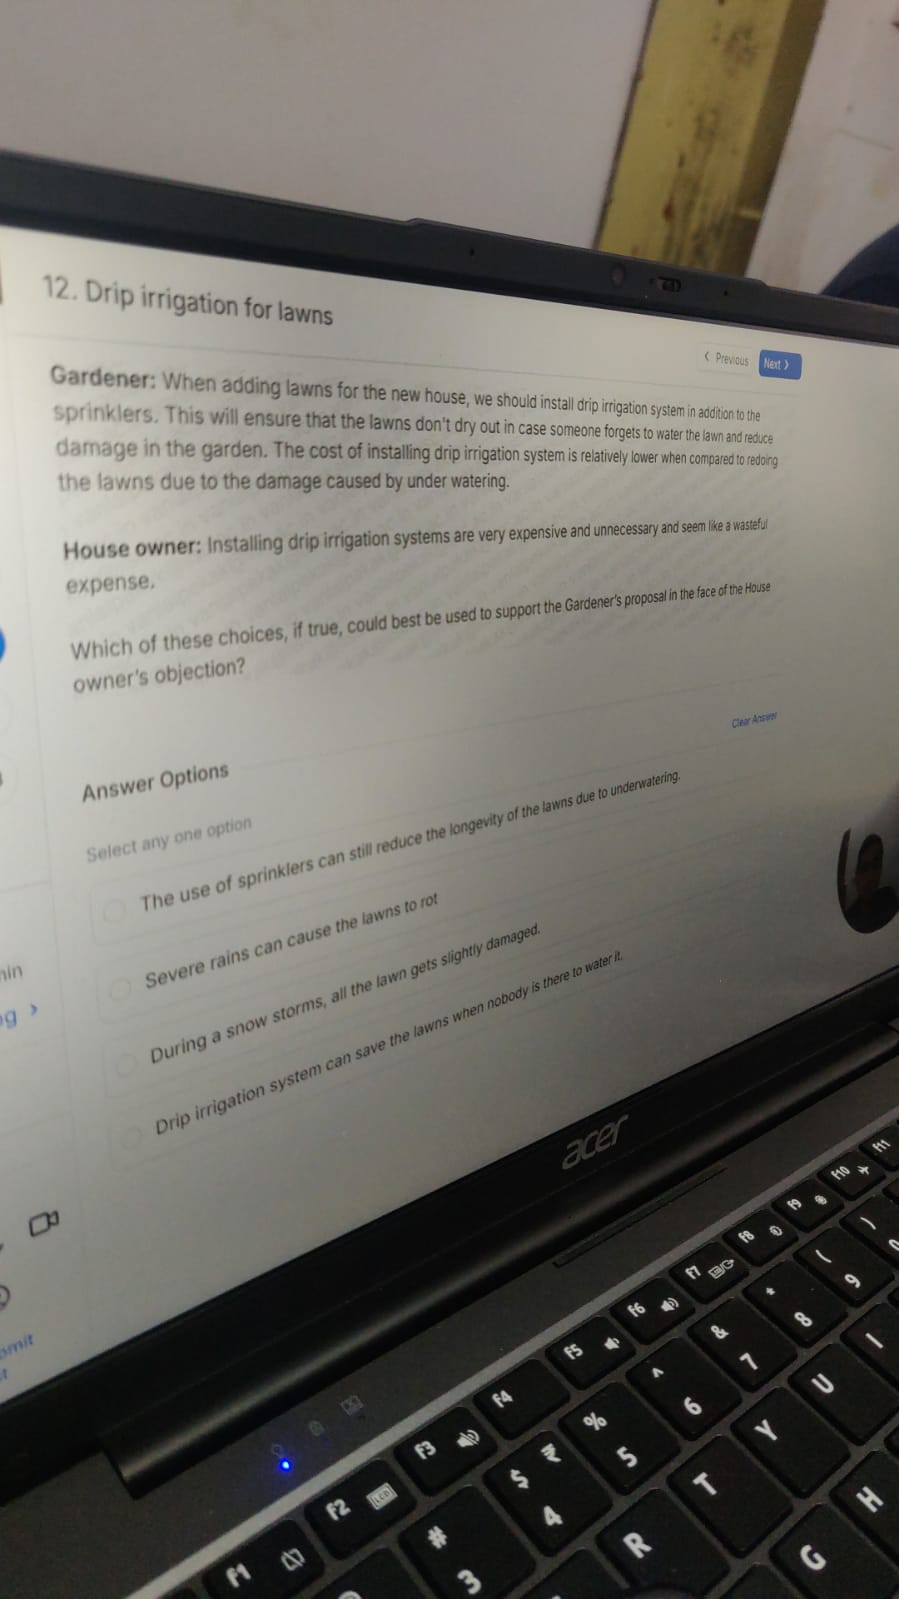 12. Drip irrigation for lawns
Previous
Next
Gardener: When adding lawns for the new house, we should install drip irrigation system in addition to the
sprinklers. This will ensure that the lawns don't dry out in case someone forgets to water the lawn and reduce
damage in the garden. The cost of installing drip irrigation system is relatively lower when compared to redoing
the lawns due to the damage caused by under watering.
House owner: Installing drip irrigation systems are very expensive and unnecessary and seem like a wasteful
expense.
Which of these choices, if true, could best be used to support the Gardener's proposal in the face of the House
owner's objection?
Clear Answer
Answer Options
Select any one option
The use of sprinklers can still reduce the longevity of the lawns due to underwatering.
Severe rains can cause the lawns to rot
During a snow storms, all the lawn gets slightly damaged.
Drip irrigation system can save the lawns when nobody is there to water it.
acer
F1 F2 F3 F4 F5 F6 F7 F8 F9 F10 F11
LCD
# $ ₹ % ^ & * ( )
3 4 5 6 7 8 9
R T Y U I
G H